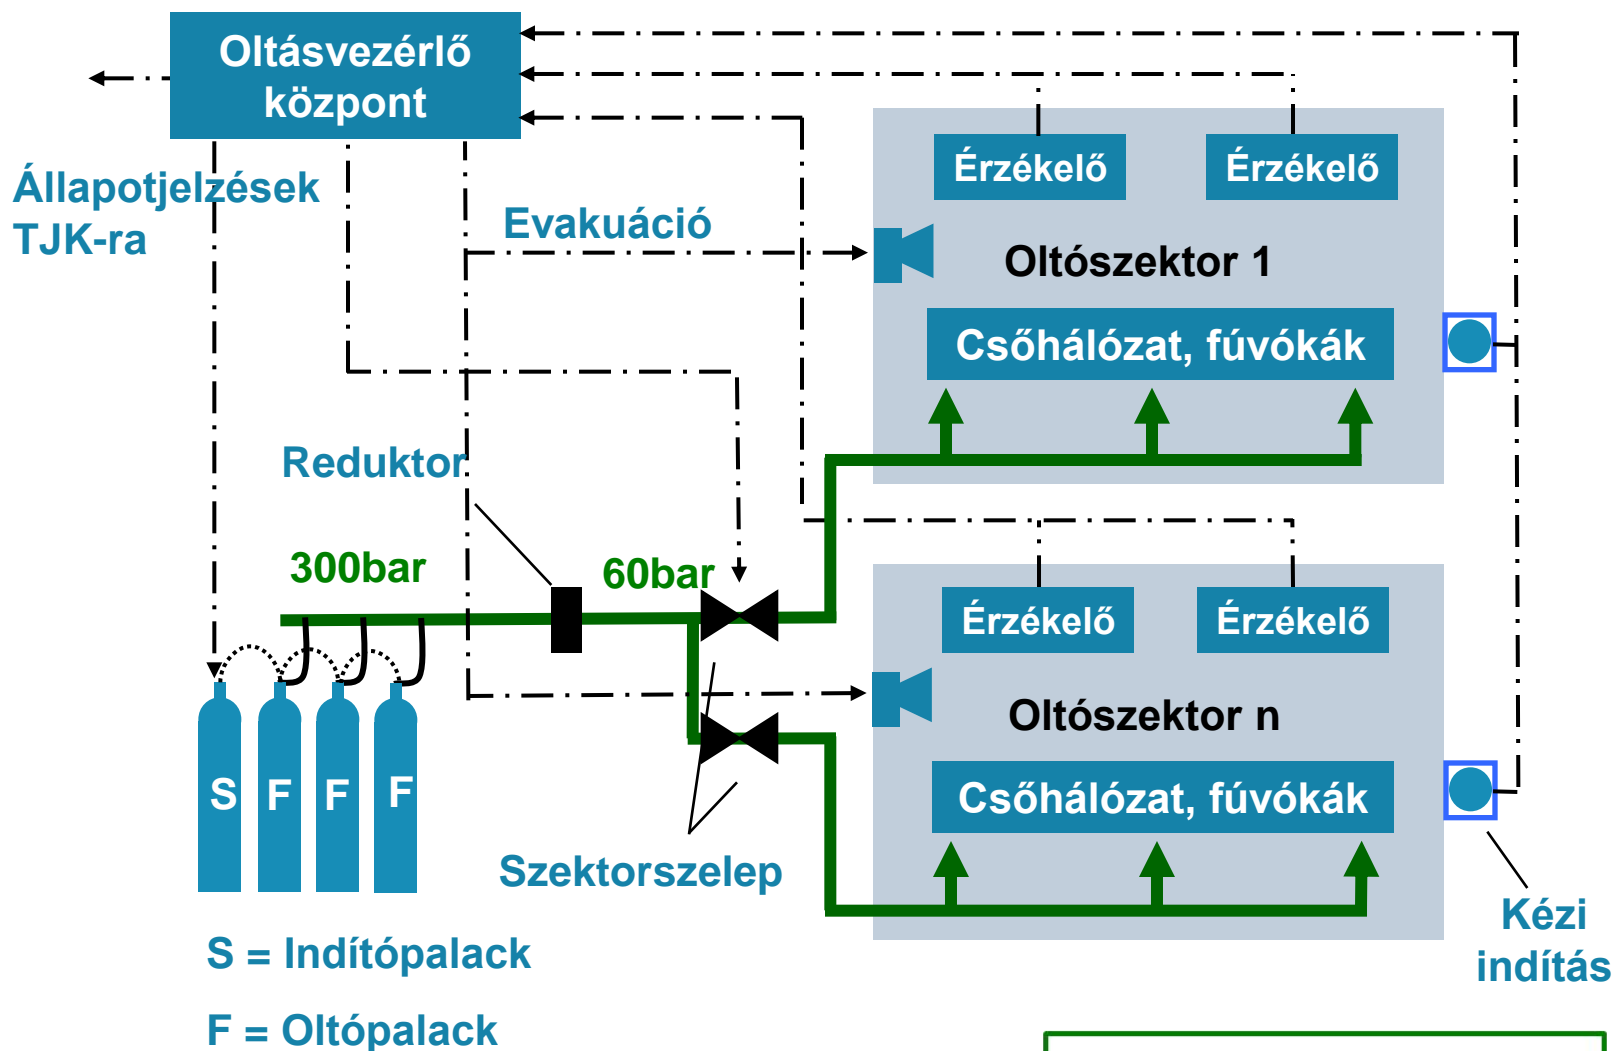 Oltásvezérlő
központ
Állapotjelzések
TJK-ra
Evakuáció
Érzékelő
Érzékelő
Oltószektor 1
Csőhálózat, fúvókák
Reduktor
300bar
60bar
Érzékelő
Érzékelő
Oltószektor n
Csőhálózat, fúvókák
S
F
F
F
Szektorszelep
Kézi
indítás
S = Indítópalack
F = Oltópalack